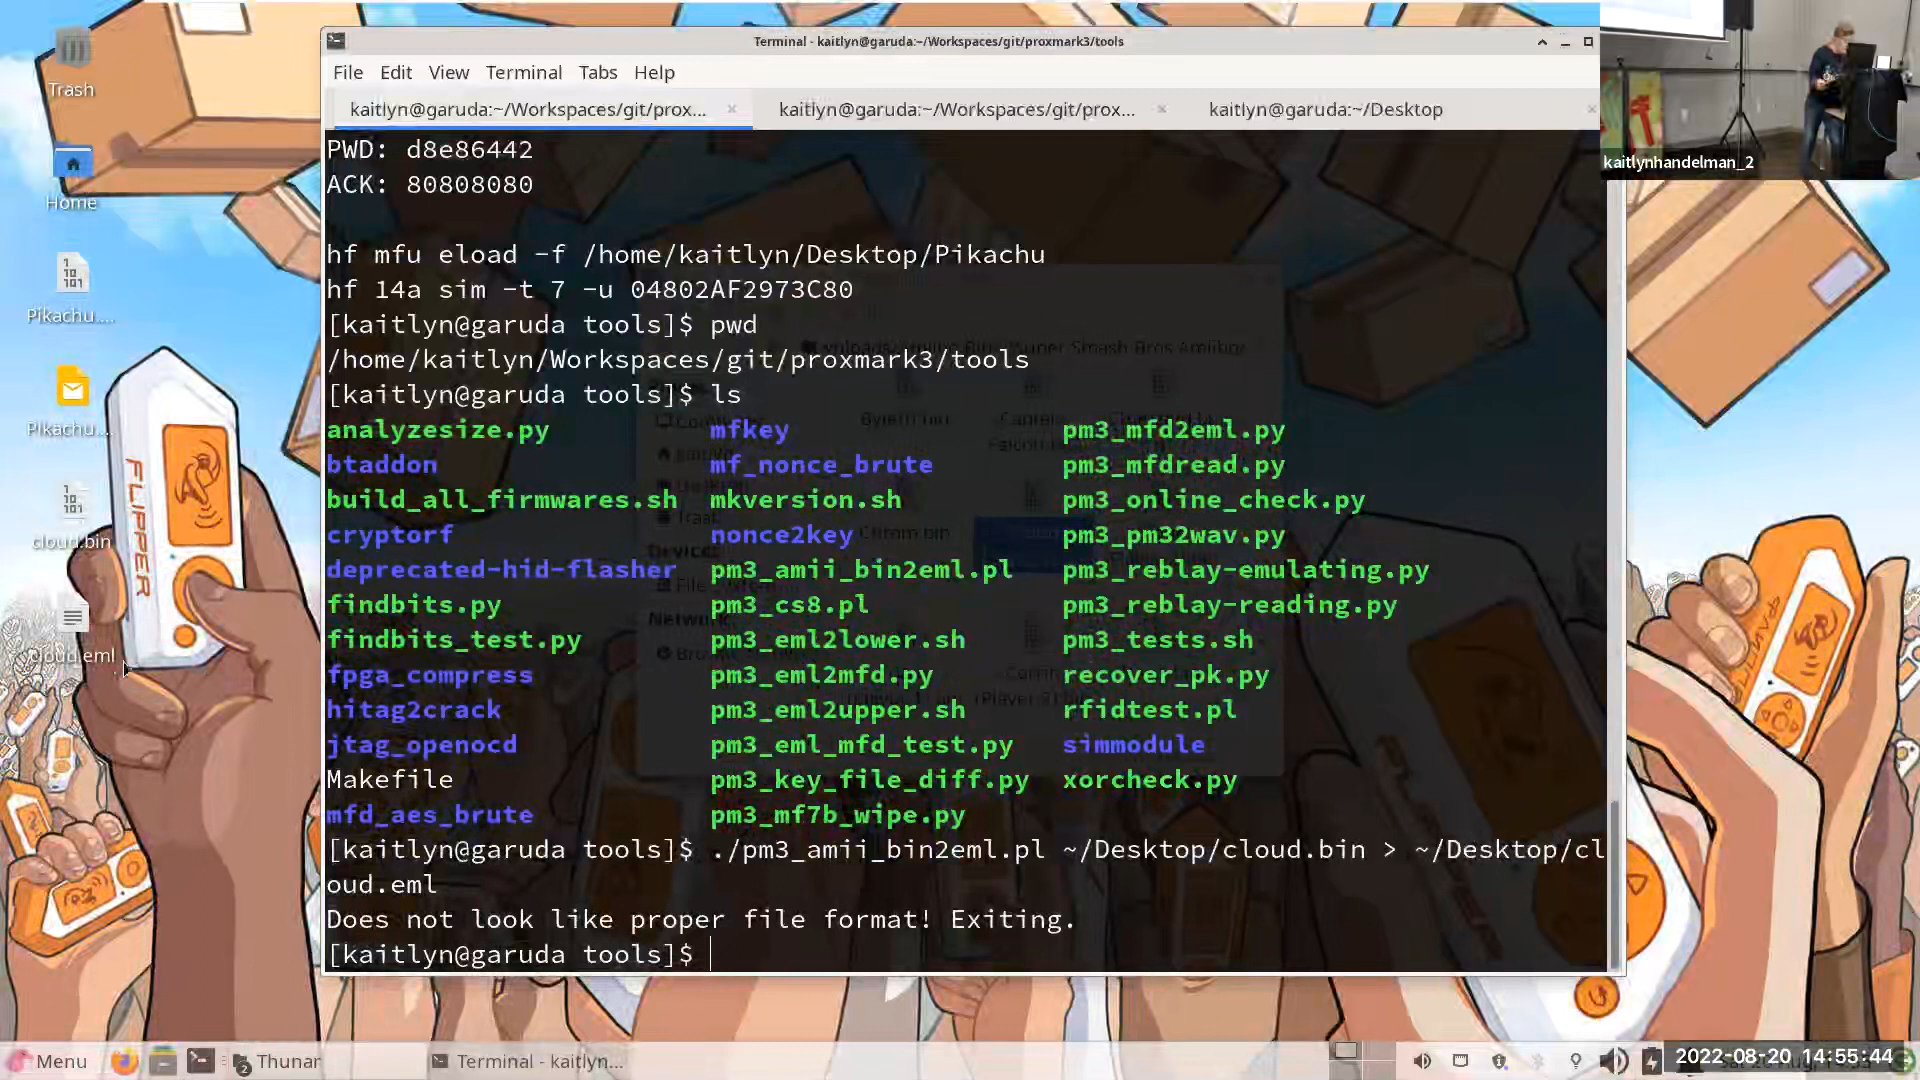 Terminal - kaitlyn@garuda:~/Workspaces/git/proxmark3/tools
File Edit View Terminal Tabs Help
kaitlyn@garuda:~/Workspaces/git/prox... kaitlyn@garuda:~/Workspaces/git/prox... kaitlyn@garuda:~/Desktop
Trash
Home
Pikachu....
Pikachu....
cloud.bin
cloud.eml
FLIPPER
kaitlynhandelman_2
PWD: d8e86442
ACK: 80808080
hf mfu eload -f /home/kaitlyn/Desktop/Pikachu
hf 14a sim -t 7 -u 04802AF2973C80
[kaitlyn@garuda tools]$ pwd
/home/kaitlyn/Workspaces/git/proxmark3/tools
[kaitlyn@garuda tools]$ ls
analyzesize.py mfkey pm3_mfd2eml.py
btaddon mf_nonce_brute pm3_mfdread.py
build_all_firmwares.sh mkversion.sh pm3_online_check.py
cryptorf nonce2key pm3_pm32wav.py
deprecated-hid-flasher pm3_amii_bin2eml.pl pm3_reblay-emulating.py
findbits.py pm3_cs8.pl pm3_reblay-reading.py
findbits_test.py pm3_eml2lower.sh pm3_tests.sh
fpga_compress pm3_eml2mfd.py recover_pk.py
hitag2crack pm3_eml2upper.sh rfidtest.pl
jtag_openocd pm3_eml_mfd_test.py simmodule
Makefile pm3_key_file_diff.py xorcheck.py
mfd_aes_brute pm3_mf7b_wipe.py
[kaitlyn@garuda tools]$ ./pm3_amii_bin2eml.pl ~/Desktop/cloud.bin > ~/Desktop/cl
oud.eml
Does not look like proper file format! Exiting.
[kaitlyn@garuda tools]$
Menu Thunar Terminal - kaitlyn... 2022-08-20 14:55:44